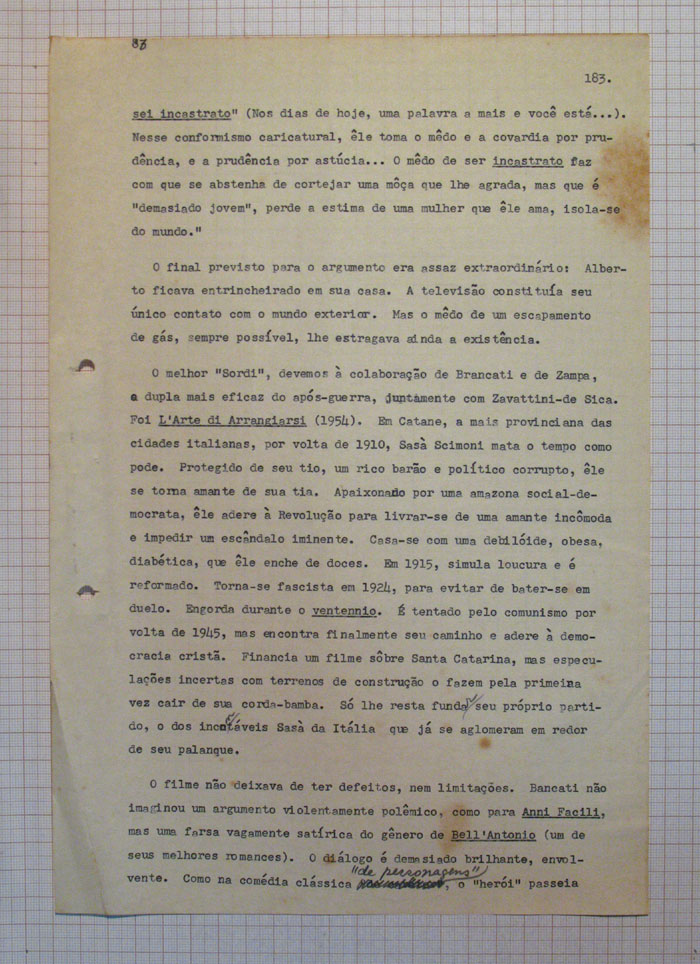 87
183.
sei incastrato" (Nos dias de hoje, uma palavra a mais e você está...).
Nesse conformismo caricatural, êle toma o mêdo e a covardia por pru-
dência, e a prudência por astúcia... O mêdo de ser incastrato faz
com que se abstenha de cortejar uma môça que lhe agrada, mas que é
"demasiado jovem", perde a estima de uma mulher que êle ama, isola-se
do mundo."
O final previsto para o argumento era assaz extraordinário: Alber-
to ficava entrincheirado em sua casa. A televisão constituía seu
único contato com o mundo exterior. Mas o mêdo de um escapamento
de gás, sempre possível, lhe estragava ainda a existência.
O melhor "Sordi", devemos à colaboração de Brancati e de Zampa,
a dupla mais eficaz do após-guerra, juntamente com Zavattini-de Sica.
Foi L'Arte di Arrangiarsi (1954). Em Catane, a mais provinciana das
cidades italianas, por volta de 1910, Sasà Scimoni mata o tempo como
pode. Protegido de seu tio, um rico barão e político corrupto, êle
se torna amante de sua tia. Apaixonado por uma amazona social-de-
mocrata, êle adere à Revolução para livrar-se de uma amante incômoda
e impedir um escândalo iminente. Casa-se com uma debilóide, obesa,
diabética, que êle enche de doces. Em 1915, simula loucura e é
reformado. Torna-se fascista em 1924, para evitar de bater-se em
duelo. Engorda durante o ventennio. É tentado pelo comunismo por
volta de 1945, mas encontra finalmente seu caminho e adere à demo-
cracia cristã. Financia um filme sôbre Santa Catarina, mas especu-
lações incertas com terrenos de construção o fazem pela primeira
vez cair de sua corda-bamba. Só lhe resta fundar seu próprio parti-
do, o dos incontáveis Sasà da Itália que já se aglomeram em redor
de seu palanque.
O filme não deixava de ter defeitos, nem limitações. Bancati não
imaginou um argumento violentamente polêmico, como para Anni Facili,
mas uma farsa vagamente satírica do gênero de Bell'Antonio (um de
seus melhores romances). O diálogo é demasiado brilhante, envol-
vente. Como na comédia clássica "de personagens", o "herói" passeia